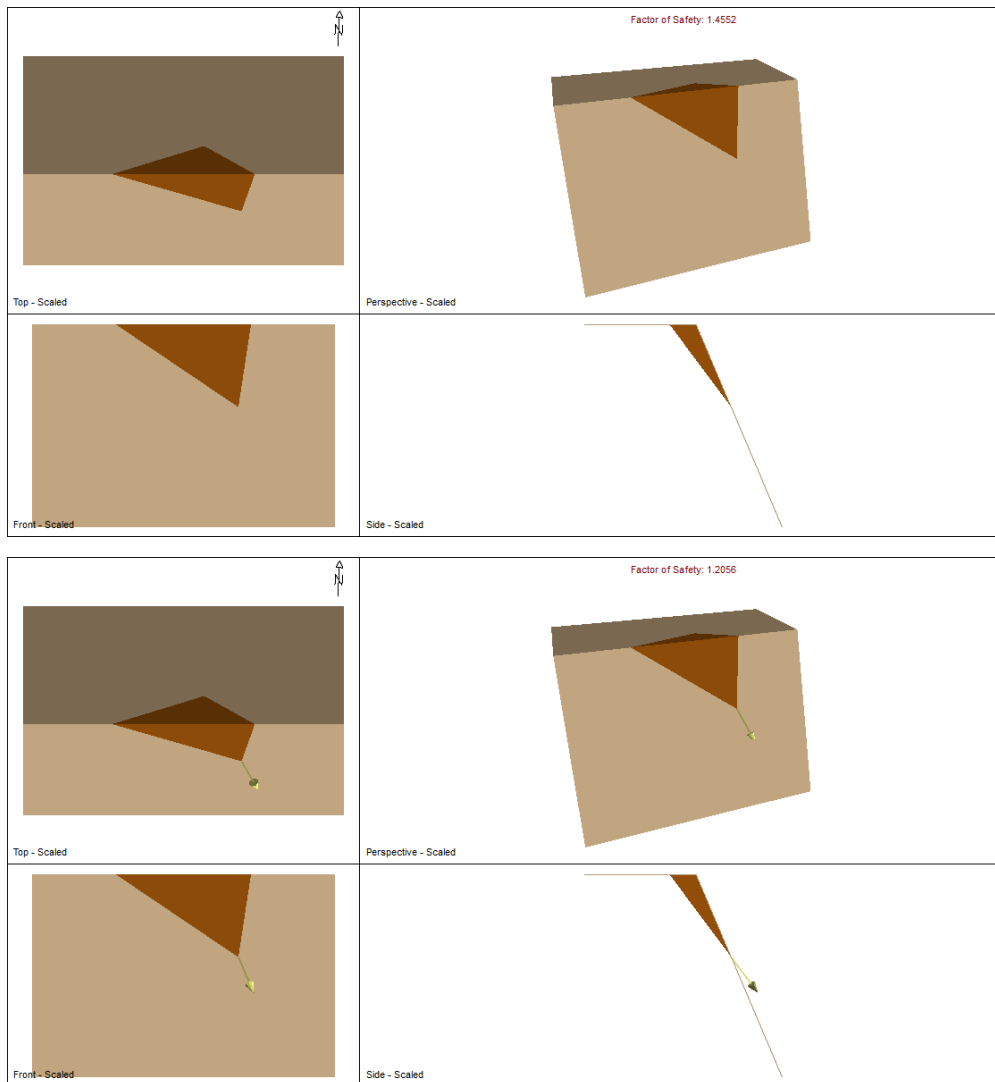 N
Factor of Safety: 1.4552
Top - Scaled
Perspective - Scaled
Front - Scaled
Side - Scaled
N
Factor of Safety: 1.2056
Top - Scaled
Perspective - Scaled
Front - Scaled
Side - Scaled